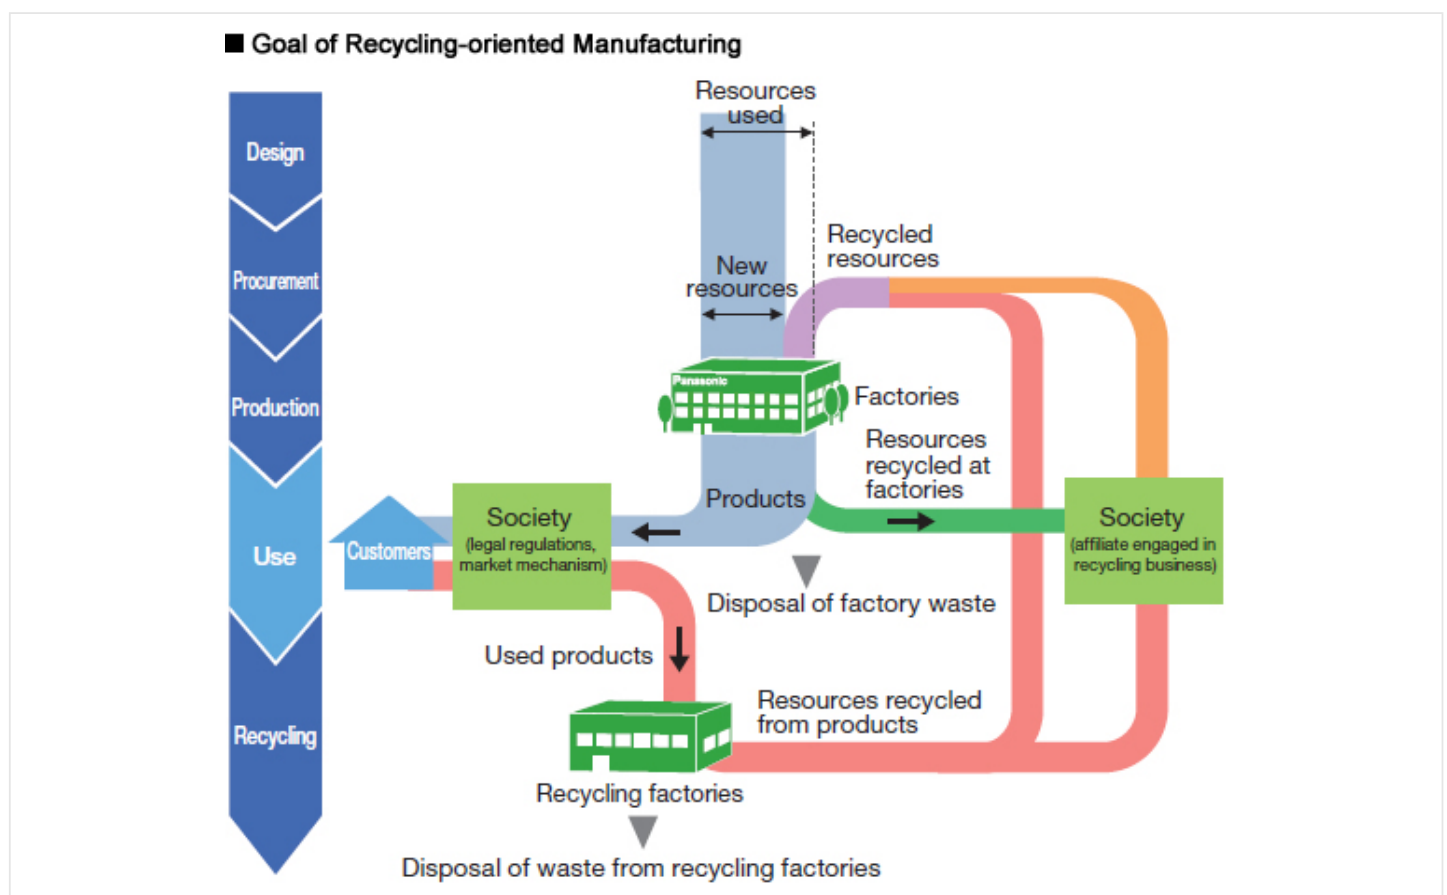 ■ Goal of Recycling-oriented Manufacturing
Design
Procurement
Production
Use
Recycling
Resources
used
New
resources
Recycled
resources
Panasonic
Factories
Resources
recycled at
factories
Products
Customers
Society
(legal regulations,
market mechanism)
Society
(affiliate engaged in
recycling business)
Disposal of factory waste
Used products
Resources recycled
from products
Recycling factories
Disposal of waste from recycling factories